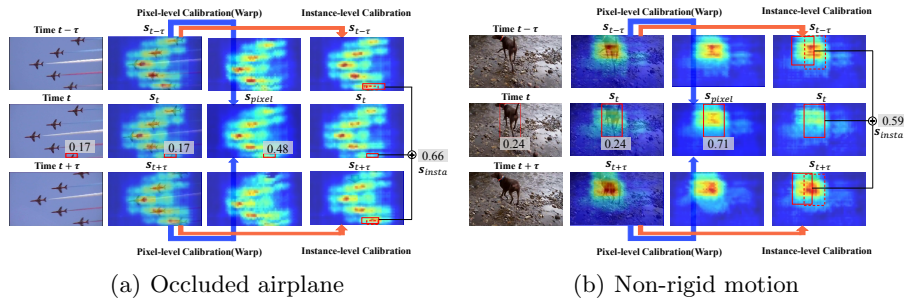 Pixel-level Calibration(Warp) Instance-level Calibration
Time t − τ s_{t−τ} s_{t−τ}
Time t s_t s_{pixel} s_t
0.17 0.17 0.48
0.66
s_{insta}
Time t + τ s_{t+τ} s_{t+τ}
Pixel-level Calibration(Warp) Instance-level Calibration
(a) Occluded airplane
Pixel-level Calibration(Warp) Instance-level Calibration
Time t − τ s_{t−τ} s_{t−τ}
Time t s_t s_{pixel} s_t
0.59
s_{insta}
0.24 0.24 0.71
Time t + τ s_{t+τ} s_{t+τ}
Pixel-level Calibration(Warp) Instance-level Calibration
(b) Non-rigid motion